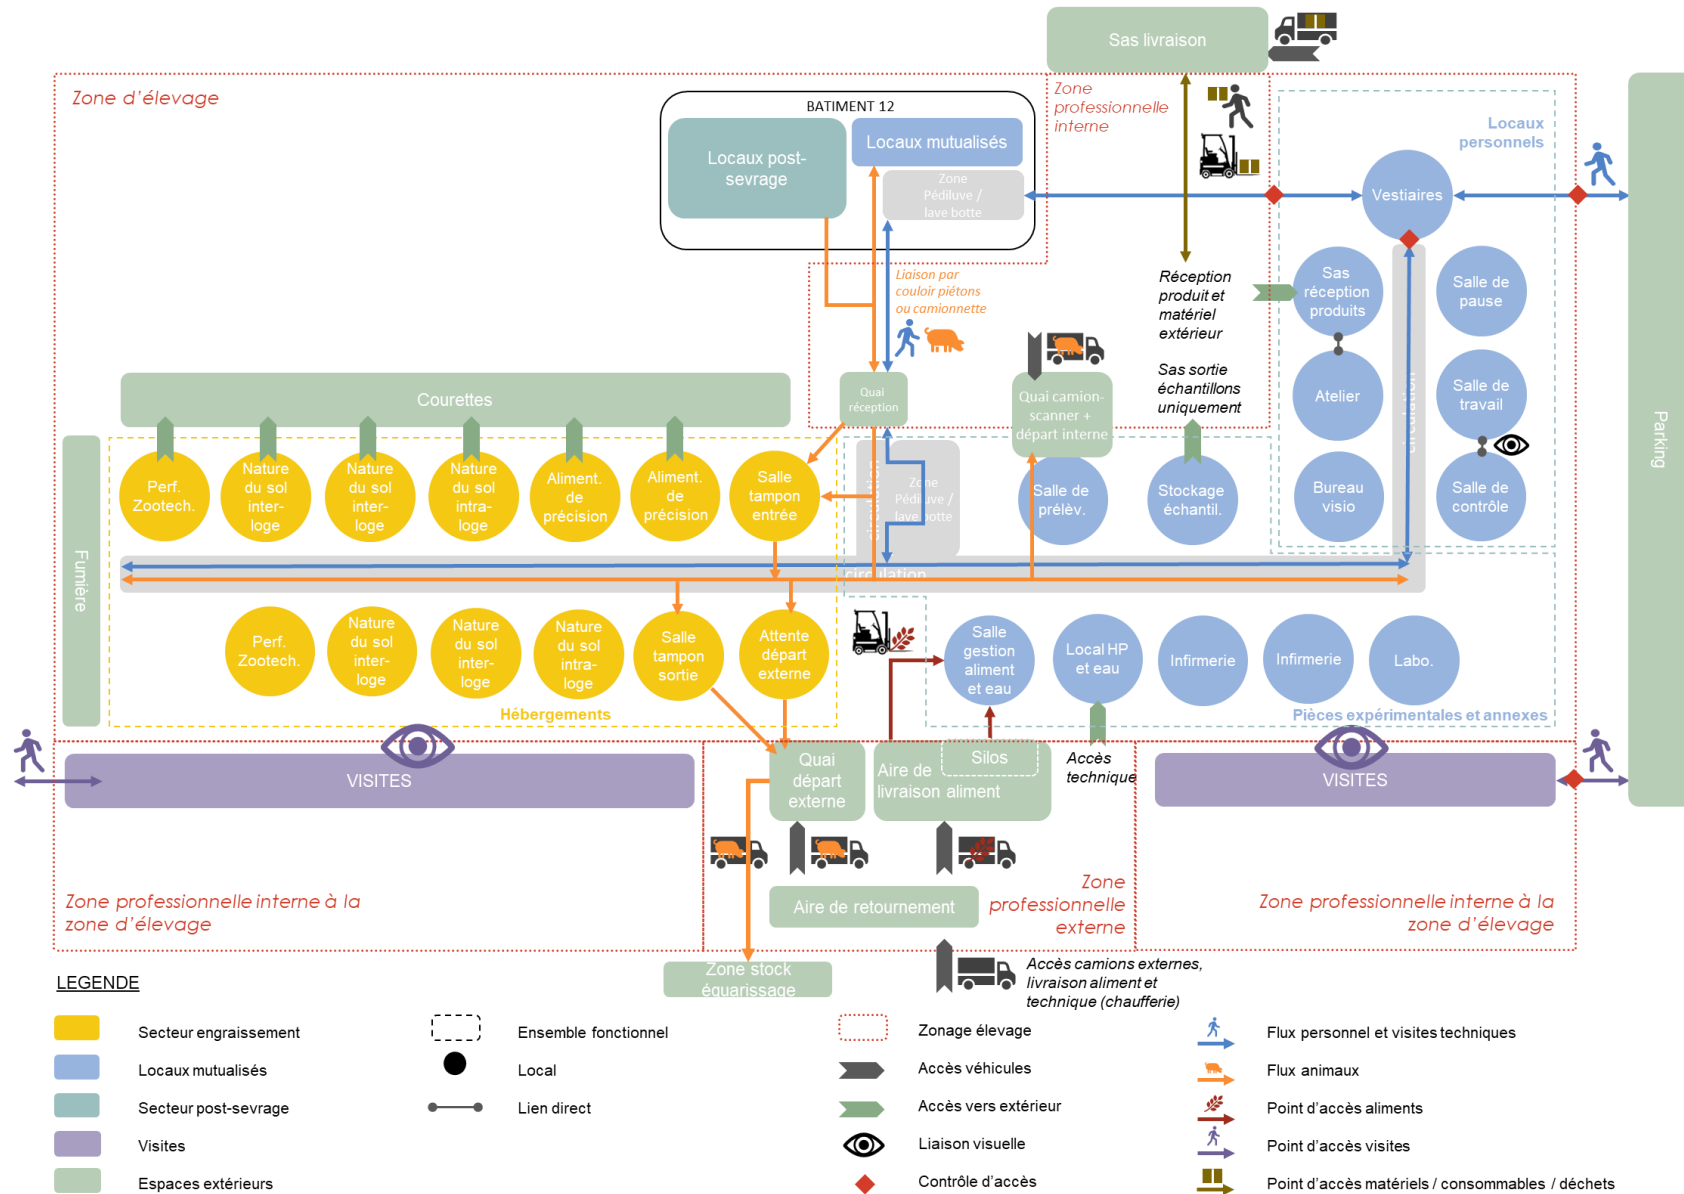 Sas livraison
Zone d’élevage
BATIMENT 12
Locaux post-
sevrage
Locaux mutualisés
Zone
Pédiluve /
lave botte
Zone
professionnelle
interne
Locaux
personnels
Vestiaires
Liaison par
couloir piétons
ou camionnette
Réception
produit et
matériel
extérieur
Sas
réception
produits
Salle de
pause
Sas sortie
échantillons
uniquement
Courettes
Quai
réception
Quai camion-
scanner +
départ interne
Atelier
Salle de
travail
circulation
Parking
Fumière
Perf.
Zootech.
Nature
du sol
inter-
loge
Nature
du sol
inter-
loge
Nature
du sol
intra-
loge
Aliment.
de
précision
Aliment.
de
précision
Salle
tampon
entrée
circulation
Zone
Pédiluve /
lave botte
Salle de
prélèv.
Stockage
échantil.
Bureau
visio
Salle de
contrôle
circulation
Perf.
Zootech.
Nature
du sol
inter-
loge
Nature
du sol
inter-
loge
Nature
du sol
intra-
loge
Salle
tampon
sortie
Attente
départ
externe
Salle
gestion
aliment
et eau
Local HP
et eau
Infirmerie
Infirmerie
Labo.
Hébergements
Pièces expérimentales et annexes
VISITES
Quai
départ
externe
Aire de
livraison aliment
Silos
Accès
technique
VISITES
Zone professionnelle interne à la
zone d’élevage
Aire de retournement
Zone
professionnelle
externe
Zone professionnelle interne à la
zone d’élevage
Zone stock
équarissage
Accès camions externes,
livraison aliment et
technique (chaufferie)
LEGENDE
Secteur engraissement
Locaux mutualisés
Secteur post-sevrage
Visites
Espaces extérieurs
Ensemble fonctionnel
Local
Lien direct
Zonage élevage
Accès véhicules
Accès vers extérieur
Liaison visuelle
Contrôle d’accès
Flux personnel et visites techniques
Flux animaux
Point d’accès aliments
Point d’accès visites
Point d’accès matériels / consommables / déchets